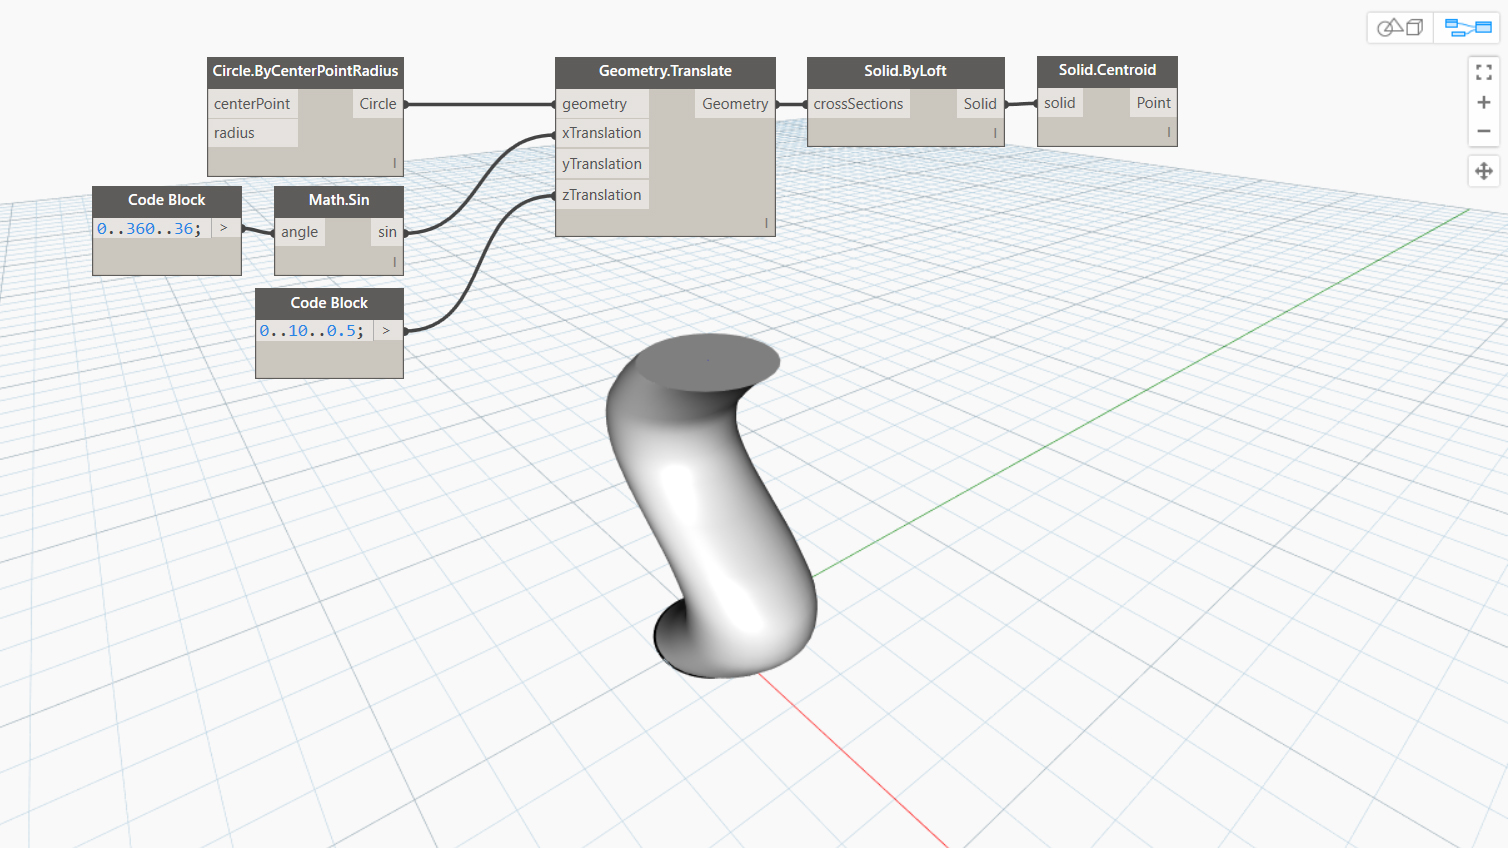 Circle.ByCenterPointRadius
centerPoint Circle
radius
|
Geometry.Translate
geometry Geometry
xTranslation
yTranslation
zTranslation
|
Solid.ByLoft
crossSections Solid
|
Solid.Centroid
solid Point
|
Code Block
0..360..36; >
Math.Sin
angle sin
|
Code Block
0..10..0.5; >